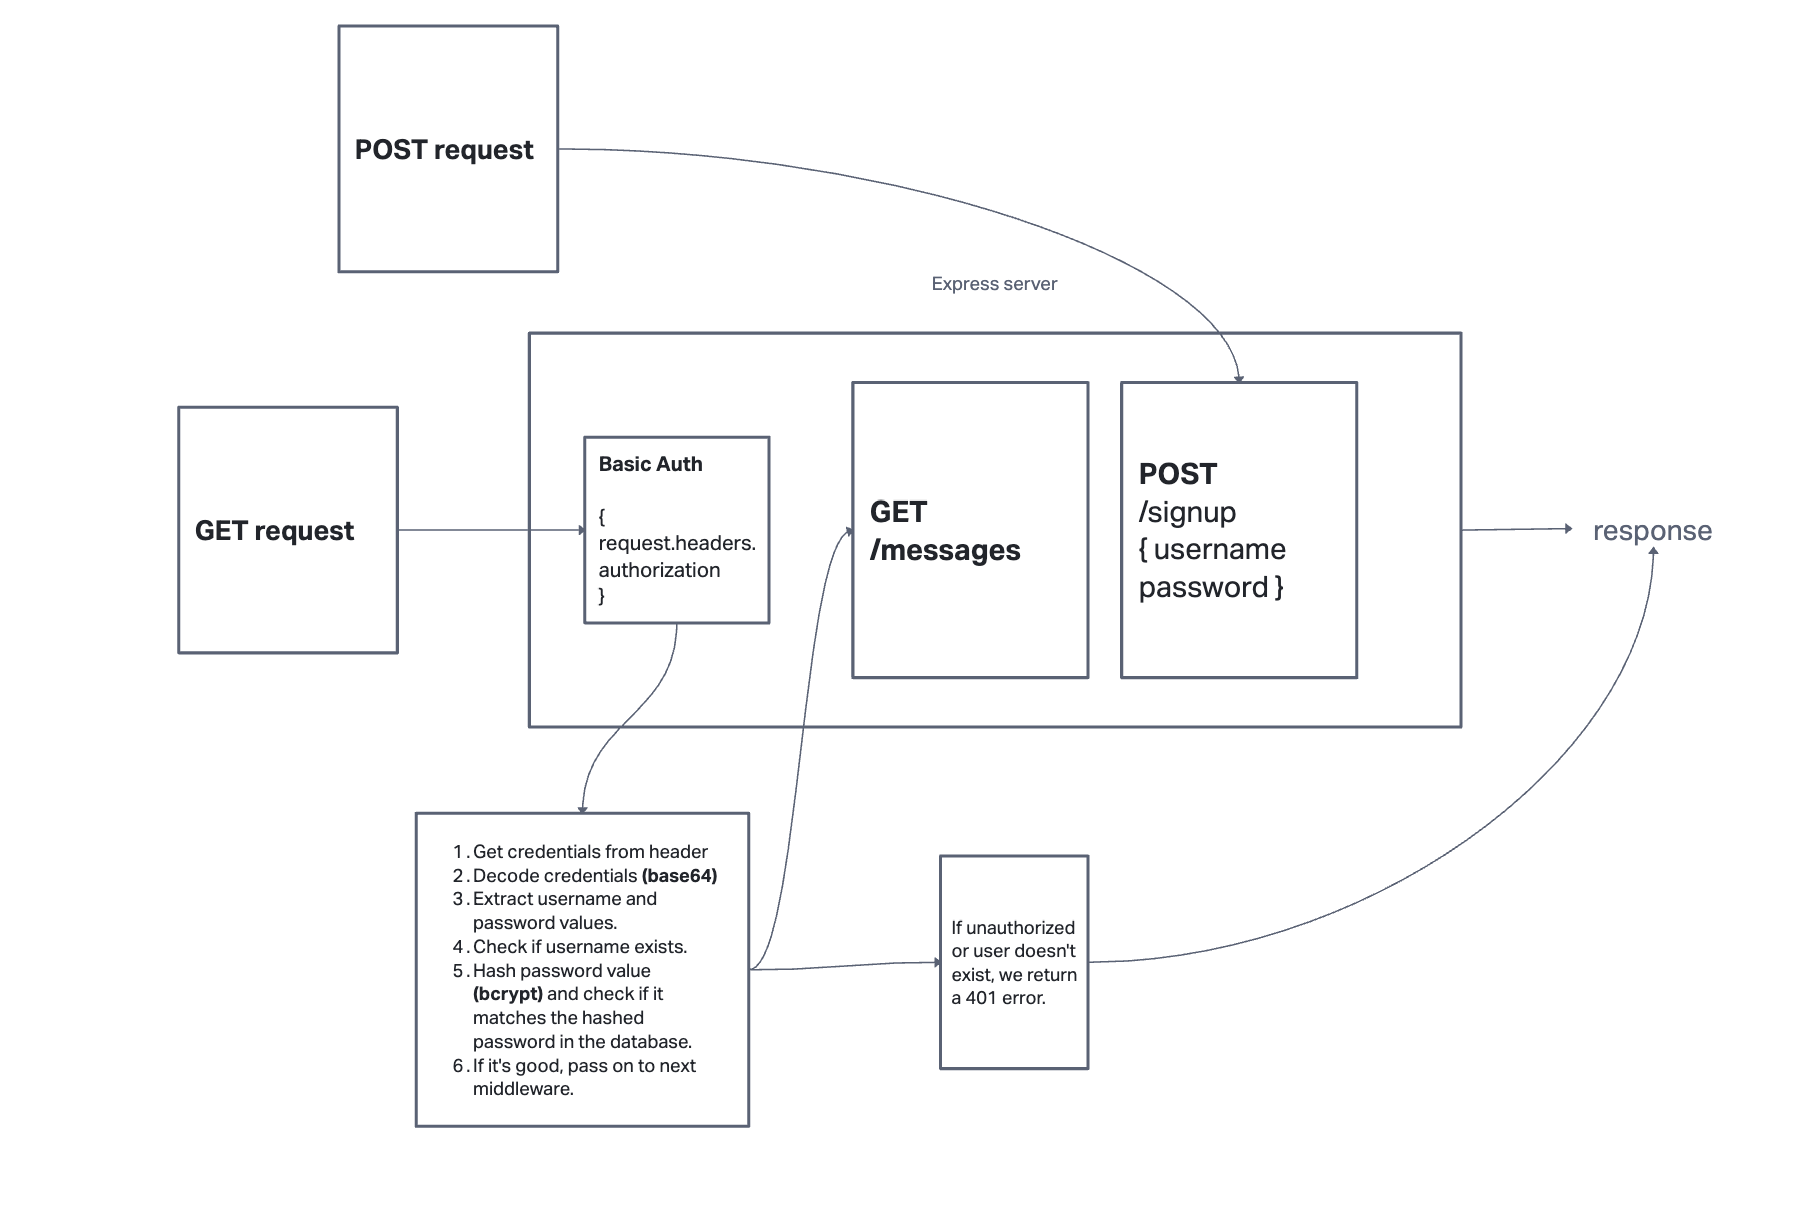 POST request
Express server
GET request
Basic Auth
{
request.headers.
authorization
}
GET
/messages
POST
/signup
{ username
password }
response
1. Get credentials from header
2. Decode credentials (base64)
3. Extract username and
password values.
4. Check if username exists.
5. Hash password value
(bcrypt) and check if it
matches the hashed
password in the database.
6. If it's good, pass on to next
middleware.
If unauthorized
or user doesn't
exist, we return
a 401 error.